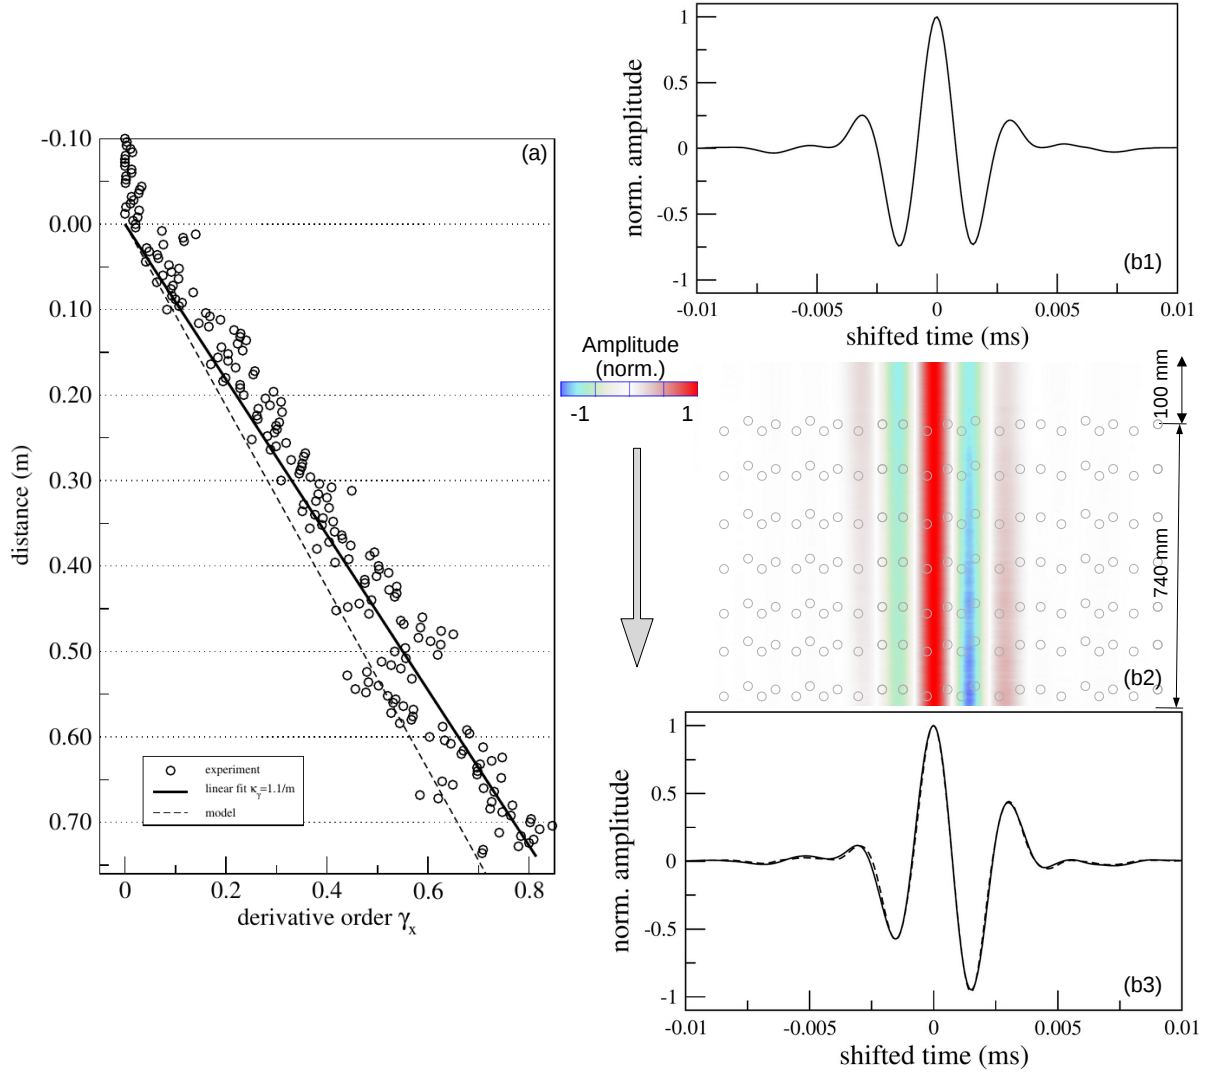 (a)
-0.10
0.00
0.10
0.20
0.30
0.40
0.50
0.60
0.70
distance (m)
experiment
linear fit κγ=1.1/m
model
0
0.2
0.4
0.6
0.8
derivative order γx
1
0.5
0
-0.5
-1
norm. amplitude
(b1)
-0.01
-0.005
0
0.005
0.01
shifted time (ms)
Amplitude
(norm.)
-1
1
100 mm
740 mm
(b2)
1
0.5
0
-0.5
-1
norm. amplitude
(b3)
-0.01
-0.005
0
0.005
0.01
shifted time (ms)